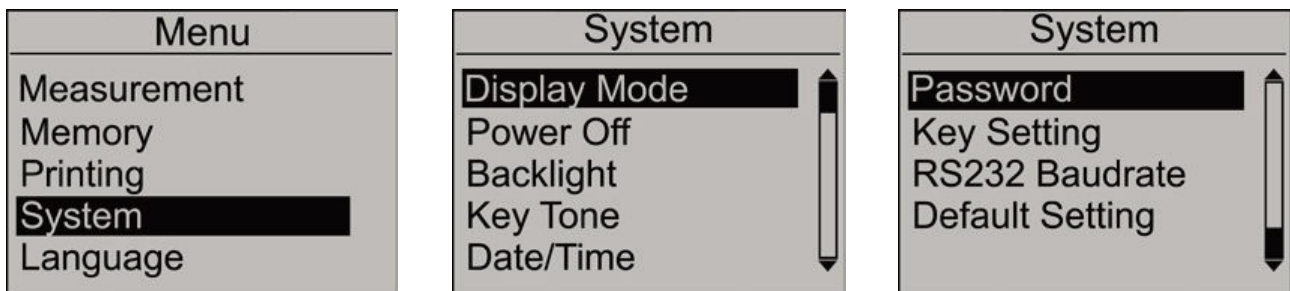 Menu
Measurement
Memory
Printing
System
Language
System
Display Mode
Power Off
Backlight
Key Tone
Date/Time
System
Password
Key Setting
RS232 Baudrate
Default Setting